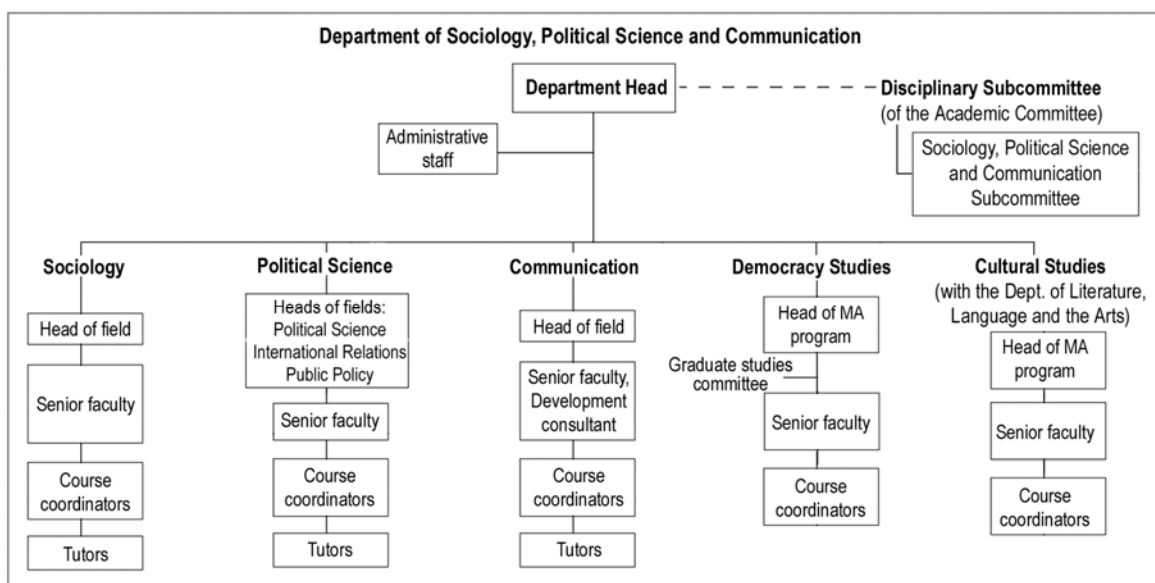 Department of Sociology, Political Science and Communication
Department Head
Disciplinary Subcommittee
(of the Academic Committee)
Administrative
staff
Sociology, Political Science
and Communication
Subcommittee
Sociology
Head of field
Senior faculty
Course
coordinators
Tutors
Political Science
Heads of fields:
Political Science
International Relations
Public Policy
Senior faculty
Course
coordinators
Tutors
Communication
Head of field
Senior faculty,
Development
consultant
Course
coordinators
Tutors
Democracy Studies
Head of MA
program
Graduate studies
committee
Senior faculty
Course
coordinators
Cultural Studies
(with the Dept. of Literature,
Language and the Arts)
Head of MA
program
Senior faculty
Course
coordinators